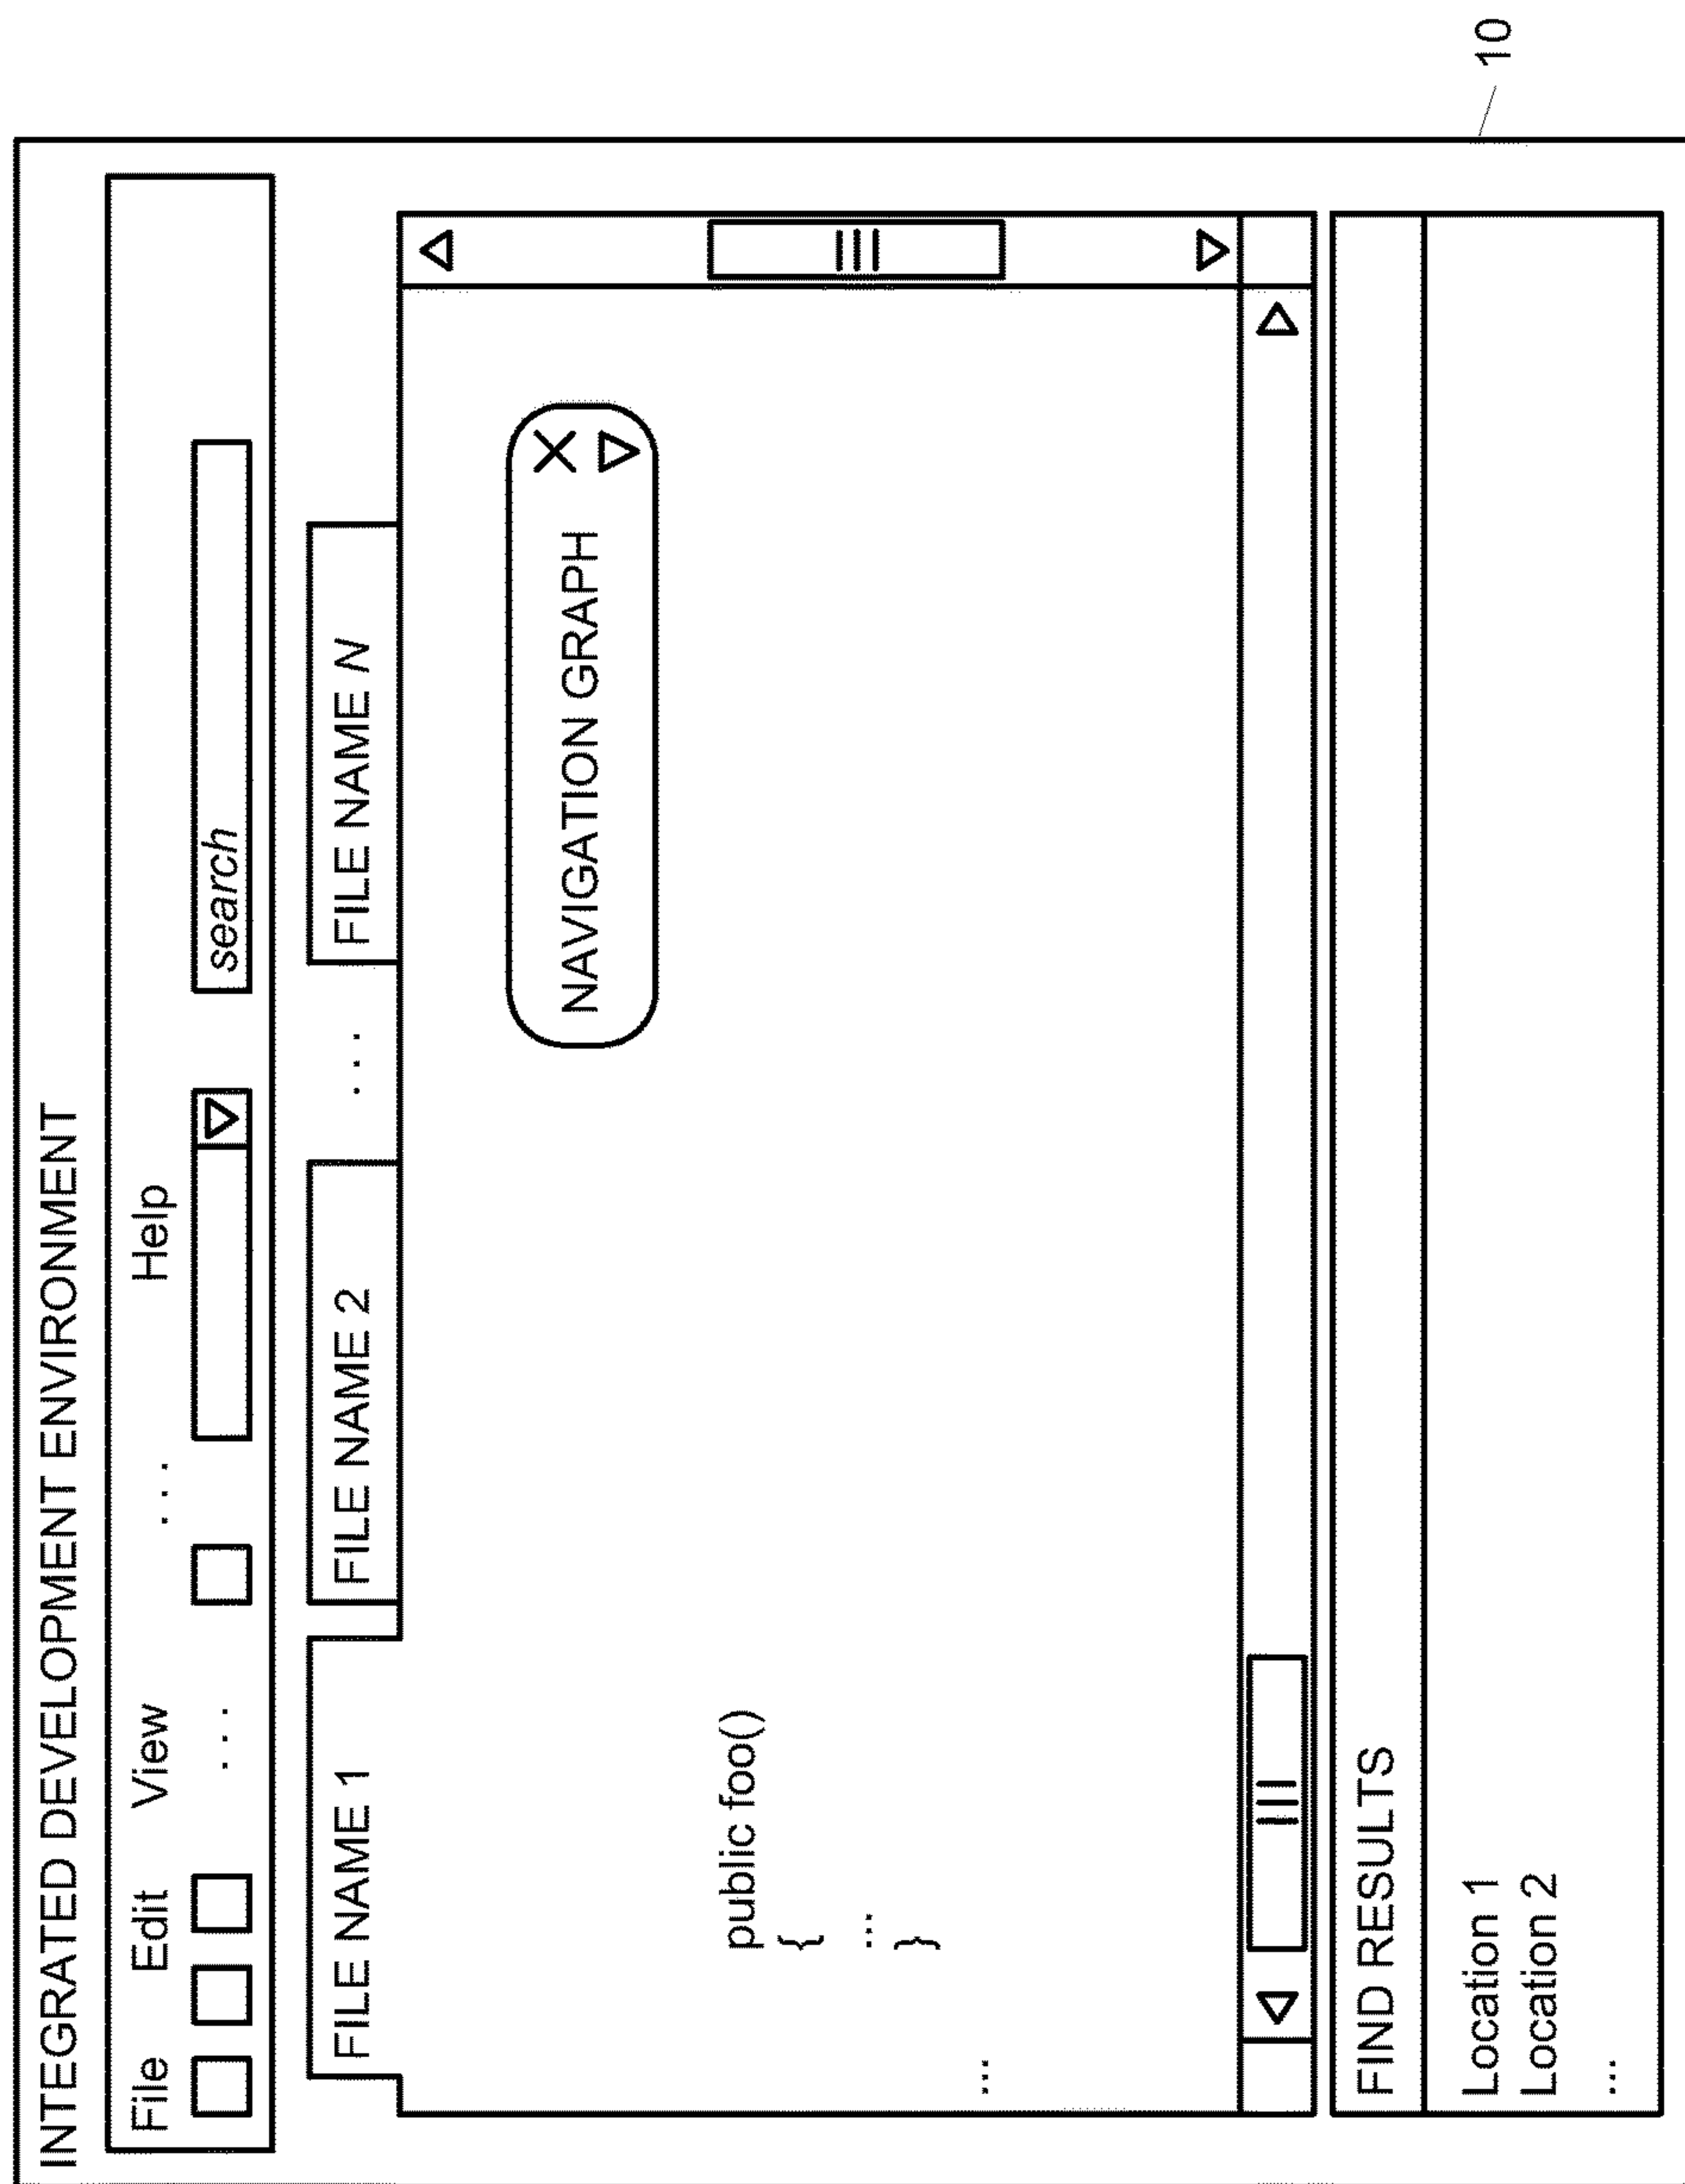 INTEGRATED DEVELOPMENT ENVIRONMENT
File Edit View ... Help
... search
FILE NAME 1 FILE NAME 2 ... FILE NAME N
NAVIGATION GRAPH X
public foo()
{
...
}
...
FIND RESULTS
Location 1
Location 2
...
10